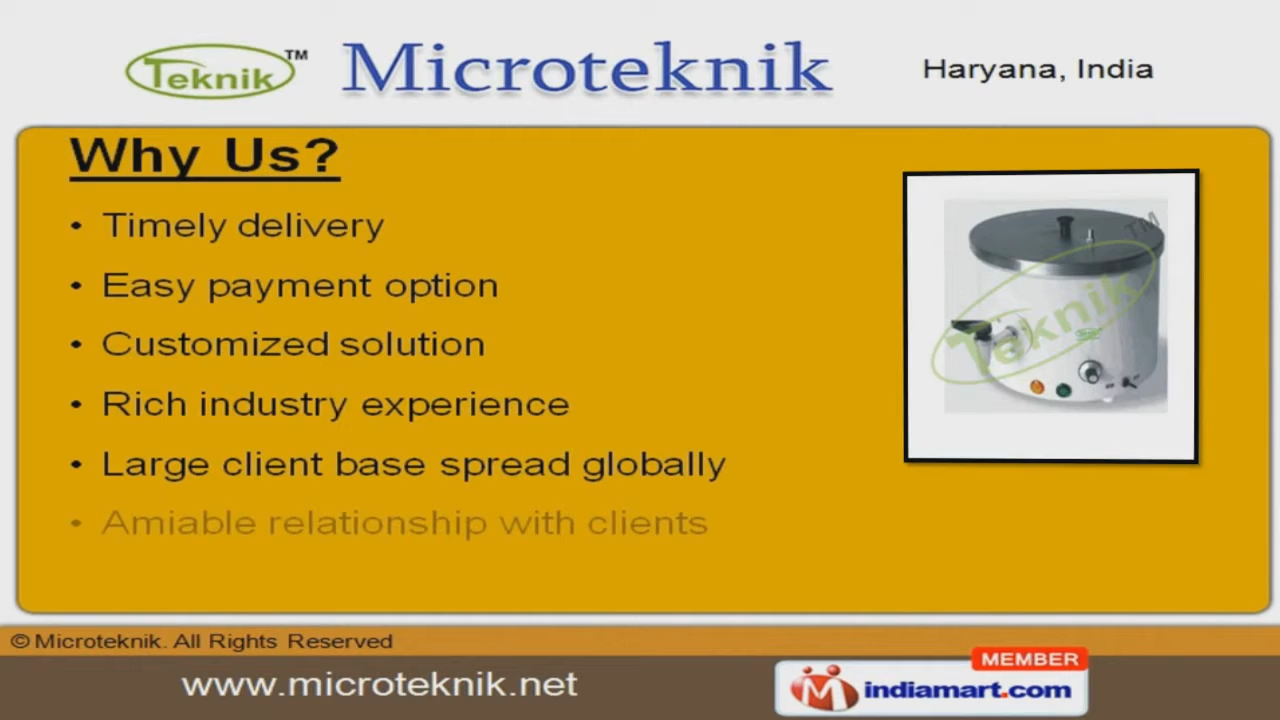 Teknik™ Microteknik Haryana, India
Why Us?
• Timely delivery
• Easy payment option
• Customized solution
• Rich industry experience
• Large client base spread globally
• Amiable relationship with clients
Teknik™
© Microteknik. All Rights Reserved
MEMBER
www.microteknik.net
indiamart.com